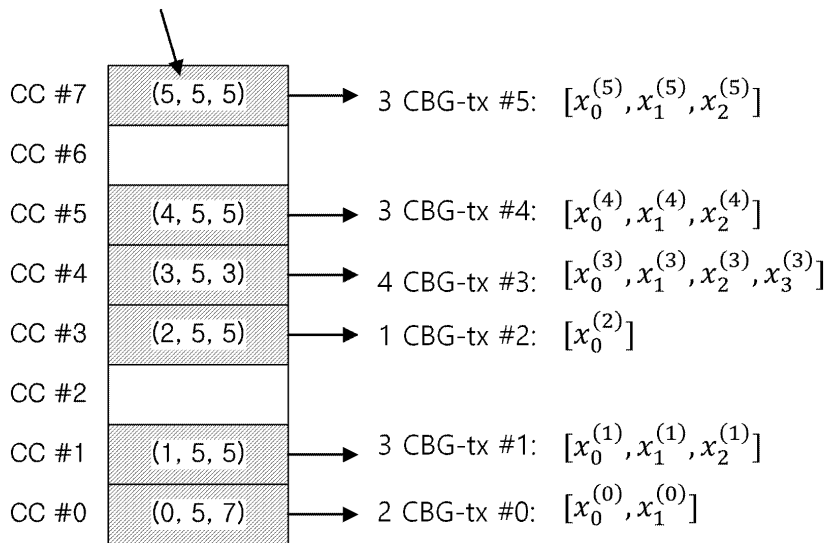 CC #7 (5, 5, 5) 3 CBG-tx #5: [x_0^{(5)}, x_1^{(5)}, x_2^{(5)}]
CC #6
CC #5 (4, 5, 5) 3 CBG-tx #4: [x_0^{(4)}, x_1^{(4)}, x_2^{(4)}]
CC #4 (3, 5, 3) 4 CBG-tx #3: [x_0^{(3)}, x_1^{(3)}, x_2^{(3)}, x_3^{(3)}]
CC #3 (2, 5, 5) 1 CBG-tx #2: [x_0^{(2)}]
CC #2
CC #1 (1, 5, 5) 3 CBG-tx #1: [x_0^{(1)}, x_1^{(1)}, x_2^{(1)}]
CC #0 (0, 5, 7) 2 CBG-tx #0: [x_0^{(0)}, x_1^{(0)}]